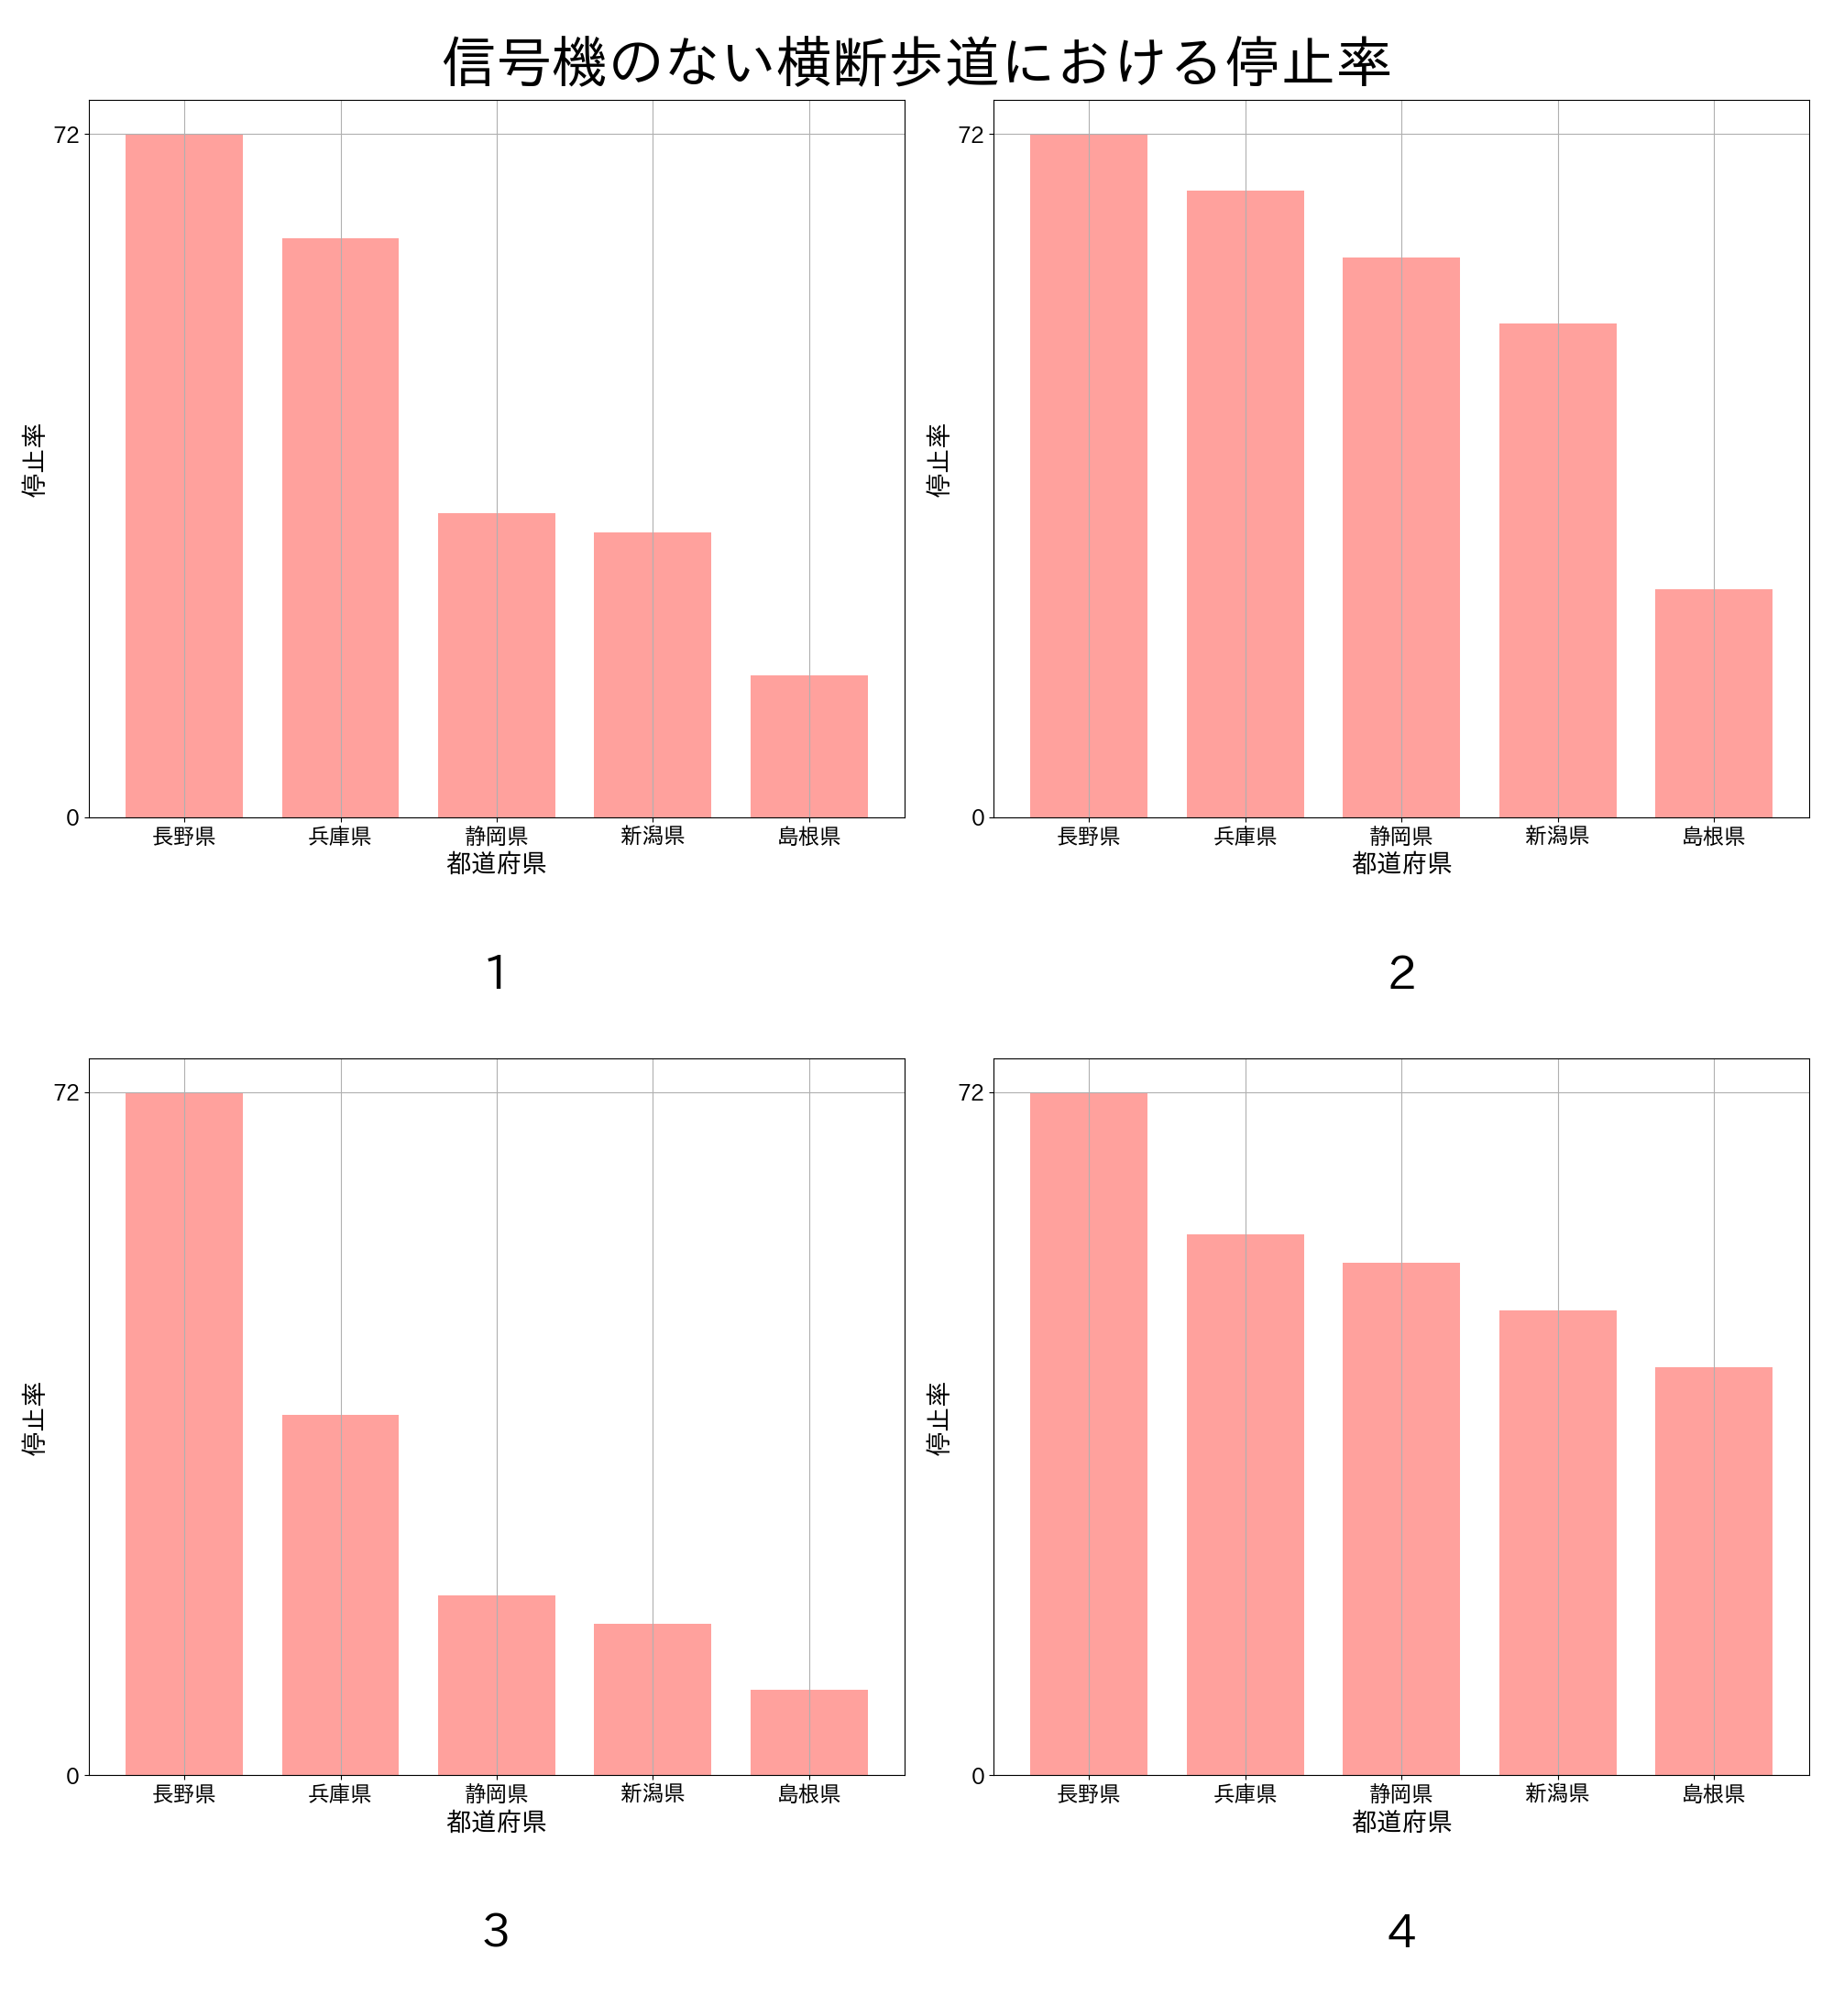 信号機のない横断歩道における停止率
72
0
停止率
長野県 兵庫県 静岡県 新潟県 島根県
都道府県
1
72
0
停止率
長野県 兵庫県 静岡県 新潟県 島根県
都道府県
2
72
0
停止率
長野県 兵庫県 静岡県 新潟県 島根県
都道府県
3
72
0
停止率
長野県 兵庫県 静岡県 新潟県 島根県
都道府県
4